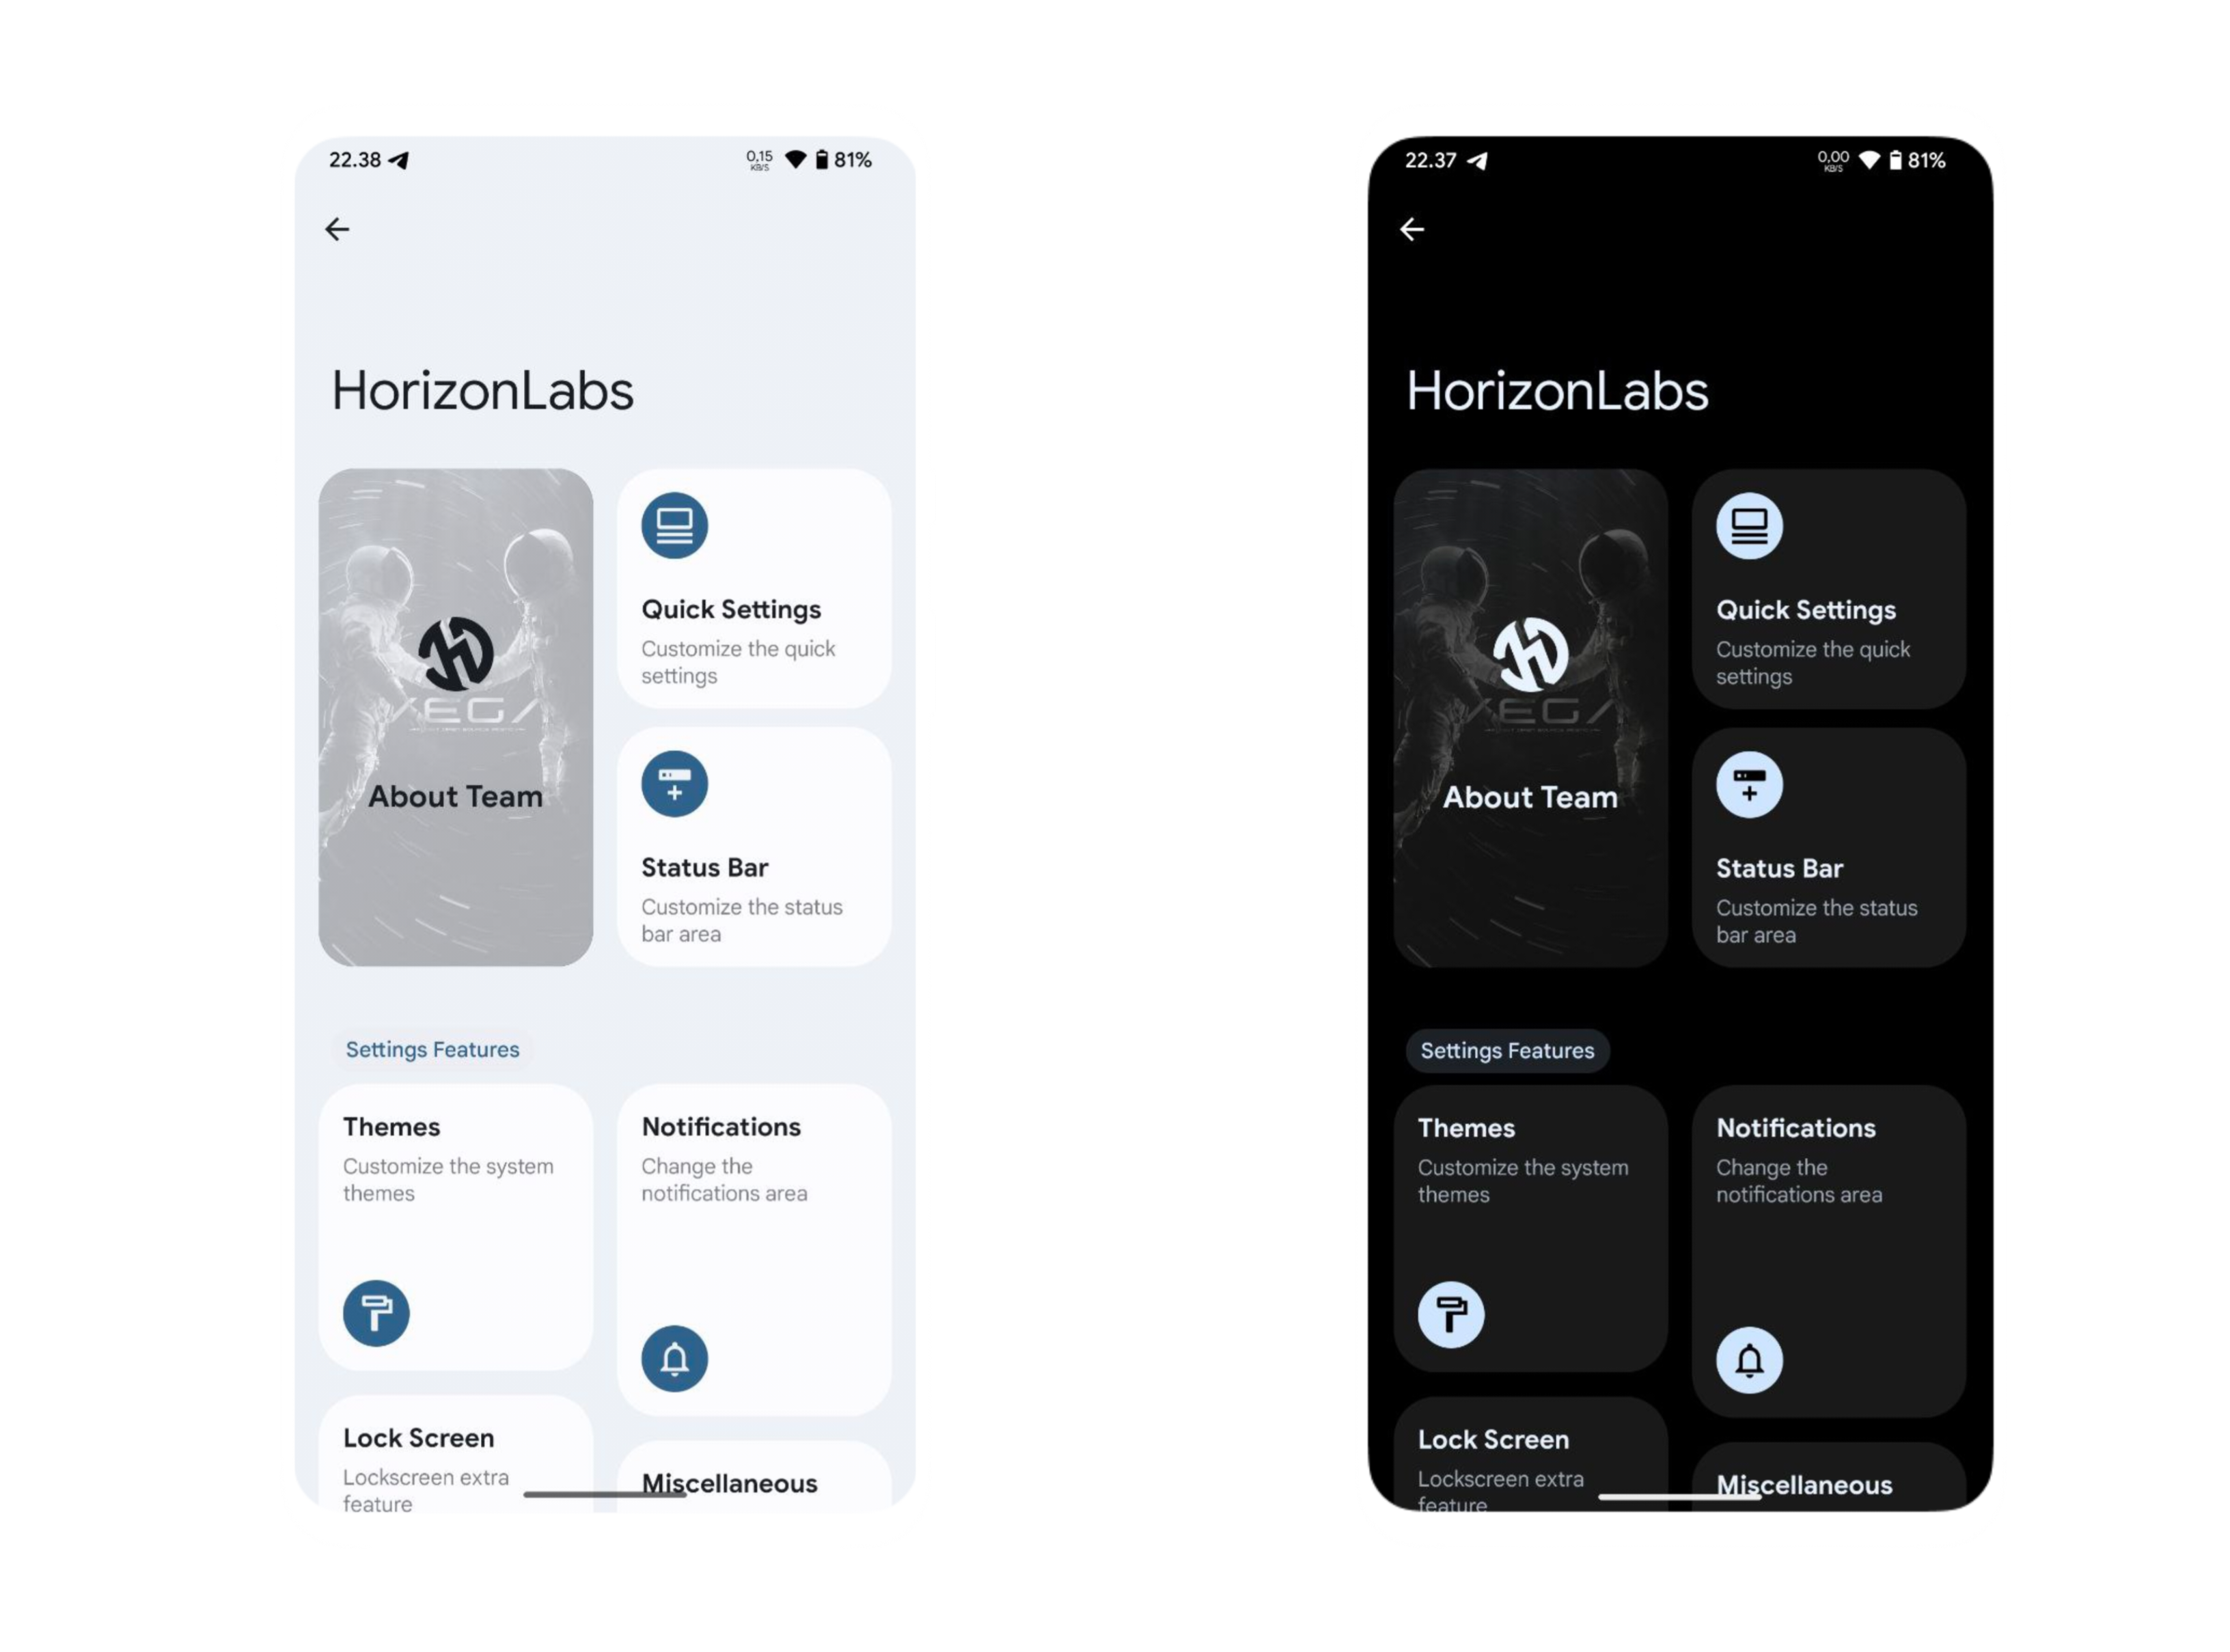 22.38
0,15
KB/S
81%
HorizonLabs
VEGA
About Team
Quick Settings
Customize the quick
settings
Status Bar
Customize the status
bar area
Settings Features
Themes
Customize the system
themes
Notifications
Change the
notifications area
Lock Screen
Lockscreen extra
feature
Miscellaneous
22.37
0,00
KB/S
81%
HorizonLabs
VEGA
About Team
Quick Settings
Customize the quick
settings
Status Bar
Customize the status
bar area
Settings Features
Themes
Customize the system
themes
Notifications
Change the
notifications area
Lock Screen
Lockscreen extra
feature
Miscellaneous